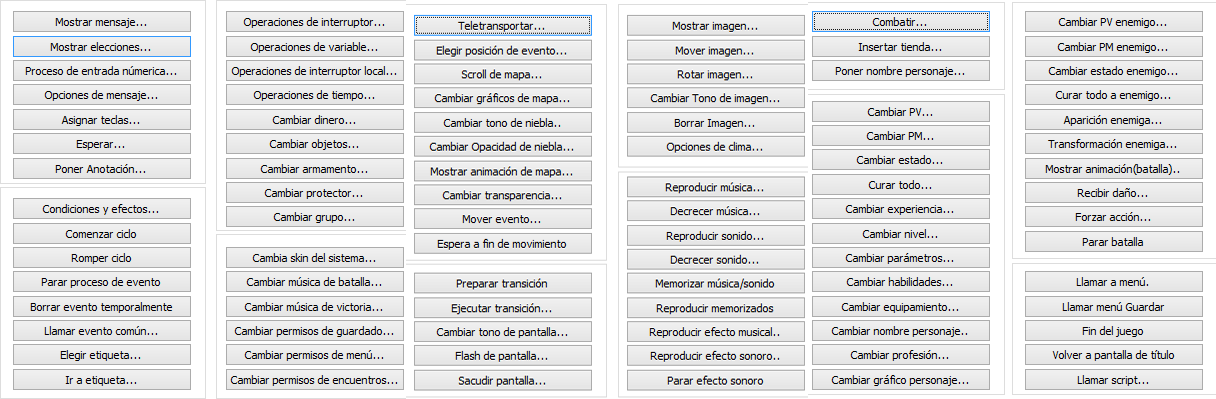 Mostrar mensaje...
Mostrar elecciones...
Proceso de entrada númerica...
Opciones de mensaje...
Asignar teclas...
Esperar...
Poner Anotación...
Condiciones y efectos...
Comenzar ciclo
Romper ciclo
Parar proceso de evento
Borrar evento temporalmente
Llamar evento común...
Elegir etiqueta...
Ir a etiqueta...
Operaciones de interruptor...
Operaciones de variable...
Operaciones de interruptor local...
Operaciones de tiempo...
Cambiar dinero...
Cambiar objetos...
Cambiar armamento...
Cambiar protector...
Cambiar grupo...
Cambia skin del sistema...
Cambiar música de batalla...
Cambiar música de victoria...
Cambiar permisos de guardado...
Cambiar permisos de menú...
Cambiar permisos de encuentros...
Teletransportar...
Elegir posición de evento...
Scroll de mapa...
Cambiar gráficos de mapa...
Cambiar tono de niebla..
Cambiar Opacidad de niebla...
Mostrar animación de mapa...
Cambiar transparencia...
Mover evento...
Espera a fin de movimiento
Preparar transición
Ejecutar transición...
Cambiar tono de pantalla...
Flash de pantalla...
Sacudir pantalla...
Mostrar imagen...
Mover imagen...
Rotar imagen...
Cambiar Tono de imagen...
Borrar Imagen...
Opciones de clima...
Reproducir música...
Decrecer música...
Reproducir sonido...
Decrecer sonido...
Memorizar música/sonido
Reproducir memorizados
Reproducir efecto musical..
Reproducir efecto sonoro..
Parar efecto sonoro
Combatir...
Insertar tienda...
Poner nombre personaje...
Cambiar PV...
Cambiar PM...
Cambiar estado...
Curar todo...
Cambiar experiencia...
Cambiar nivel...
Cambiar parámetros...
Cambiar habilidades...
Cambiar equipamiento...
Cambiar nombre personaje..
Cambiar profesión...
Cambiar gráfico personaje...
Cambiar PV enemigo...
Cambiar PM enemigo...
Cambiar estado enemigo...
Curar todo a enemigo...
Aparición enemiga...
Transformación enemiga...
Mostrar animación(batalla)..
Recibir daño...
Forzar acción...
Parar batalla
Llamar a menú.
Llamar menú Guardar
Fin del juego
Volver a pantalla de título
Llamar script...